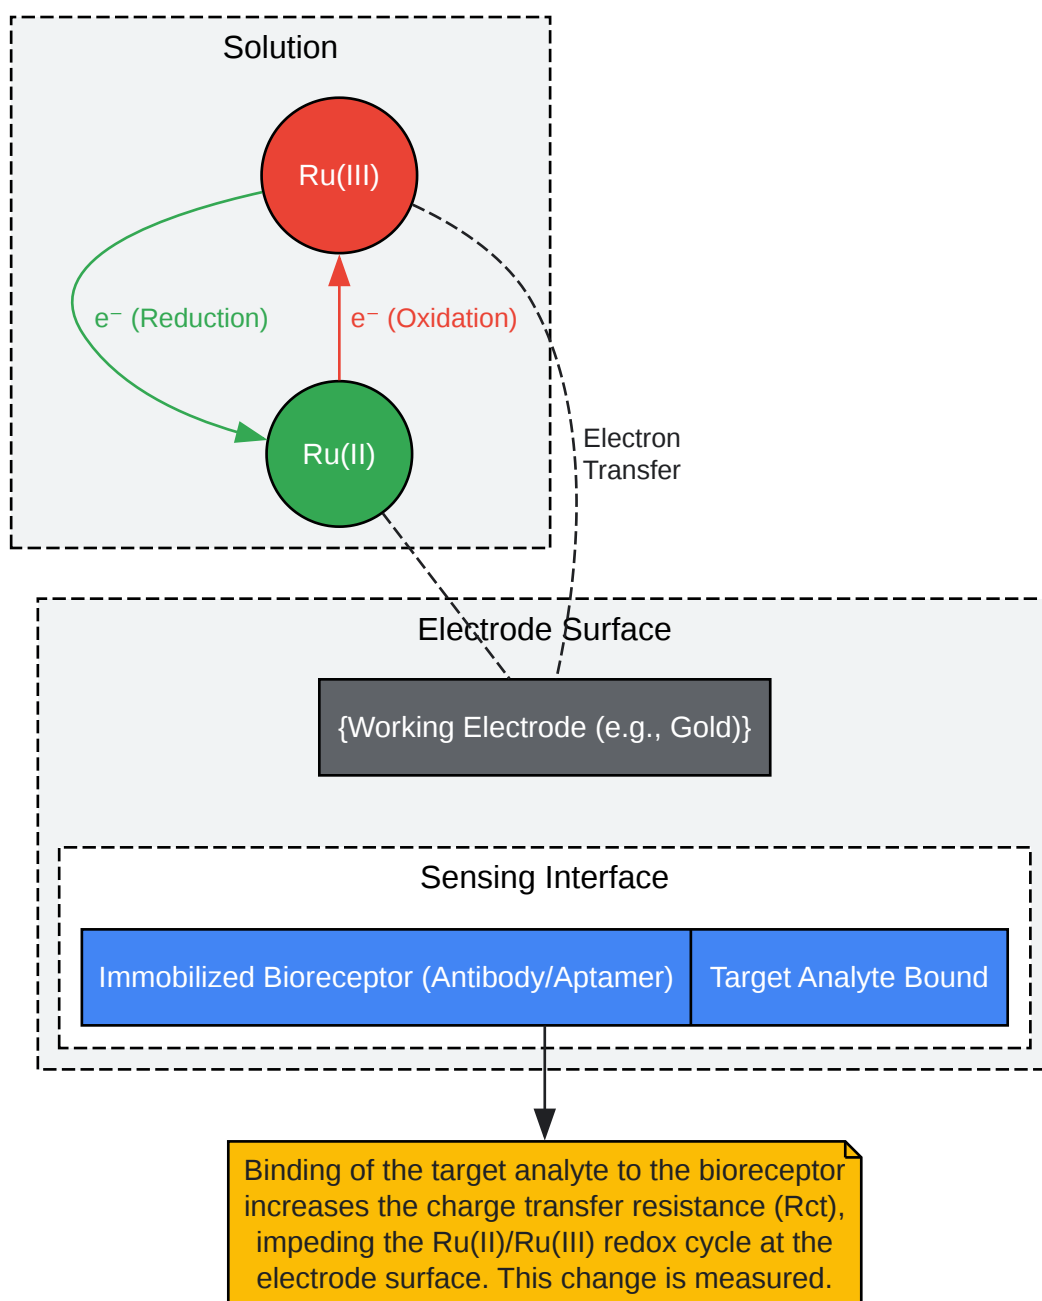 Solution
Ru(III)
e⁻ (Reduction)
e⁻ (Oxidation)
Ru(II)
Electron
Transfer
Electrode Surface
{Working Electrode (e.g., Gold)}
Sensing Interface
Immobilized Bioreceptor (Antibody/Aptamer)
Target Analyte Bound
Binding of the target analyte to the bioreceptor
increases the charge transfer resistance (Rct),
impeding the Ru(II)/Ru(III) redox cycle at the
electrode surface. This change is measured.